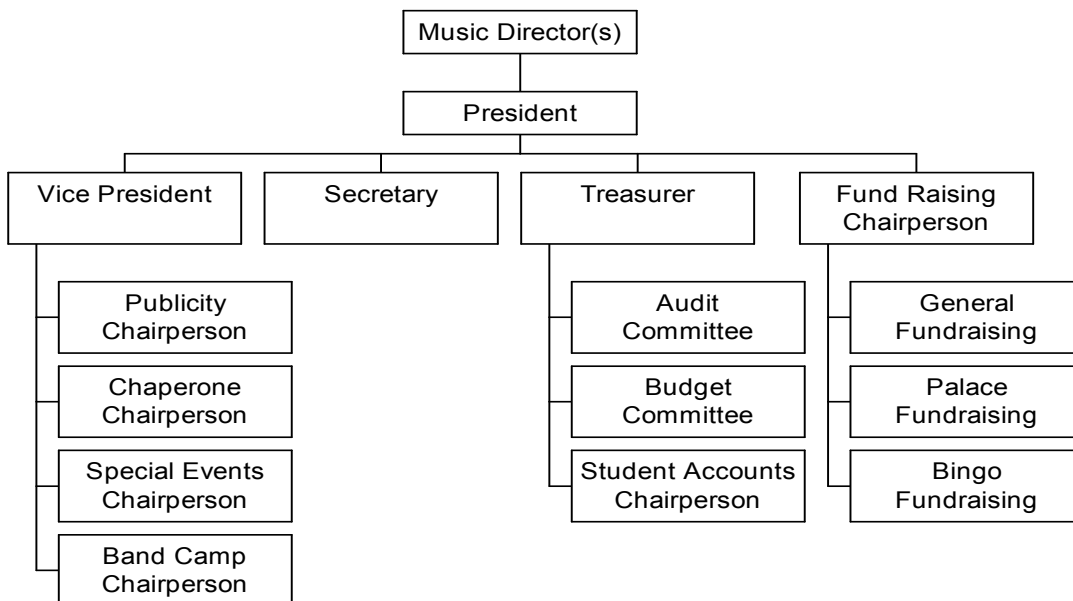 Music Director(s)
President
Vice President
Secretary
Treasurer
Fund Raising
Chairperson
Publicity
Chairperson
Chaperone
Chairperson
Special Events
Chairperson
Band Camp
Chairperson
Audit
Committee
Budget
Committee
Student Accounts
Chairperson
General
Fundraising
Palace
Fundraising
Bingo
Fundraising